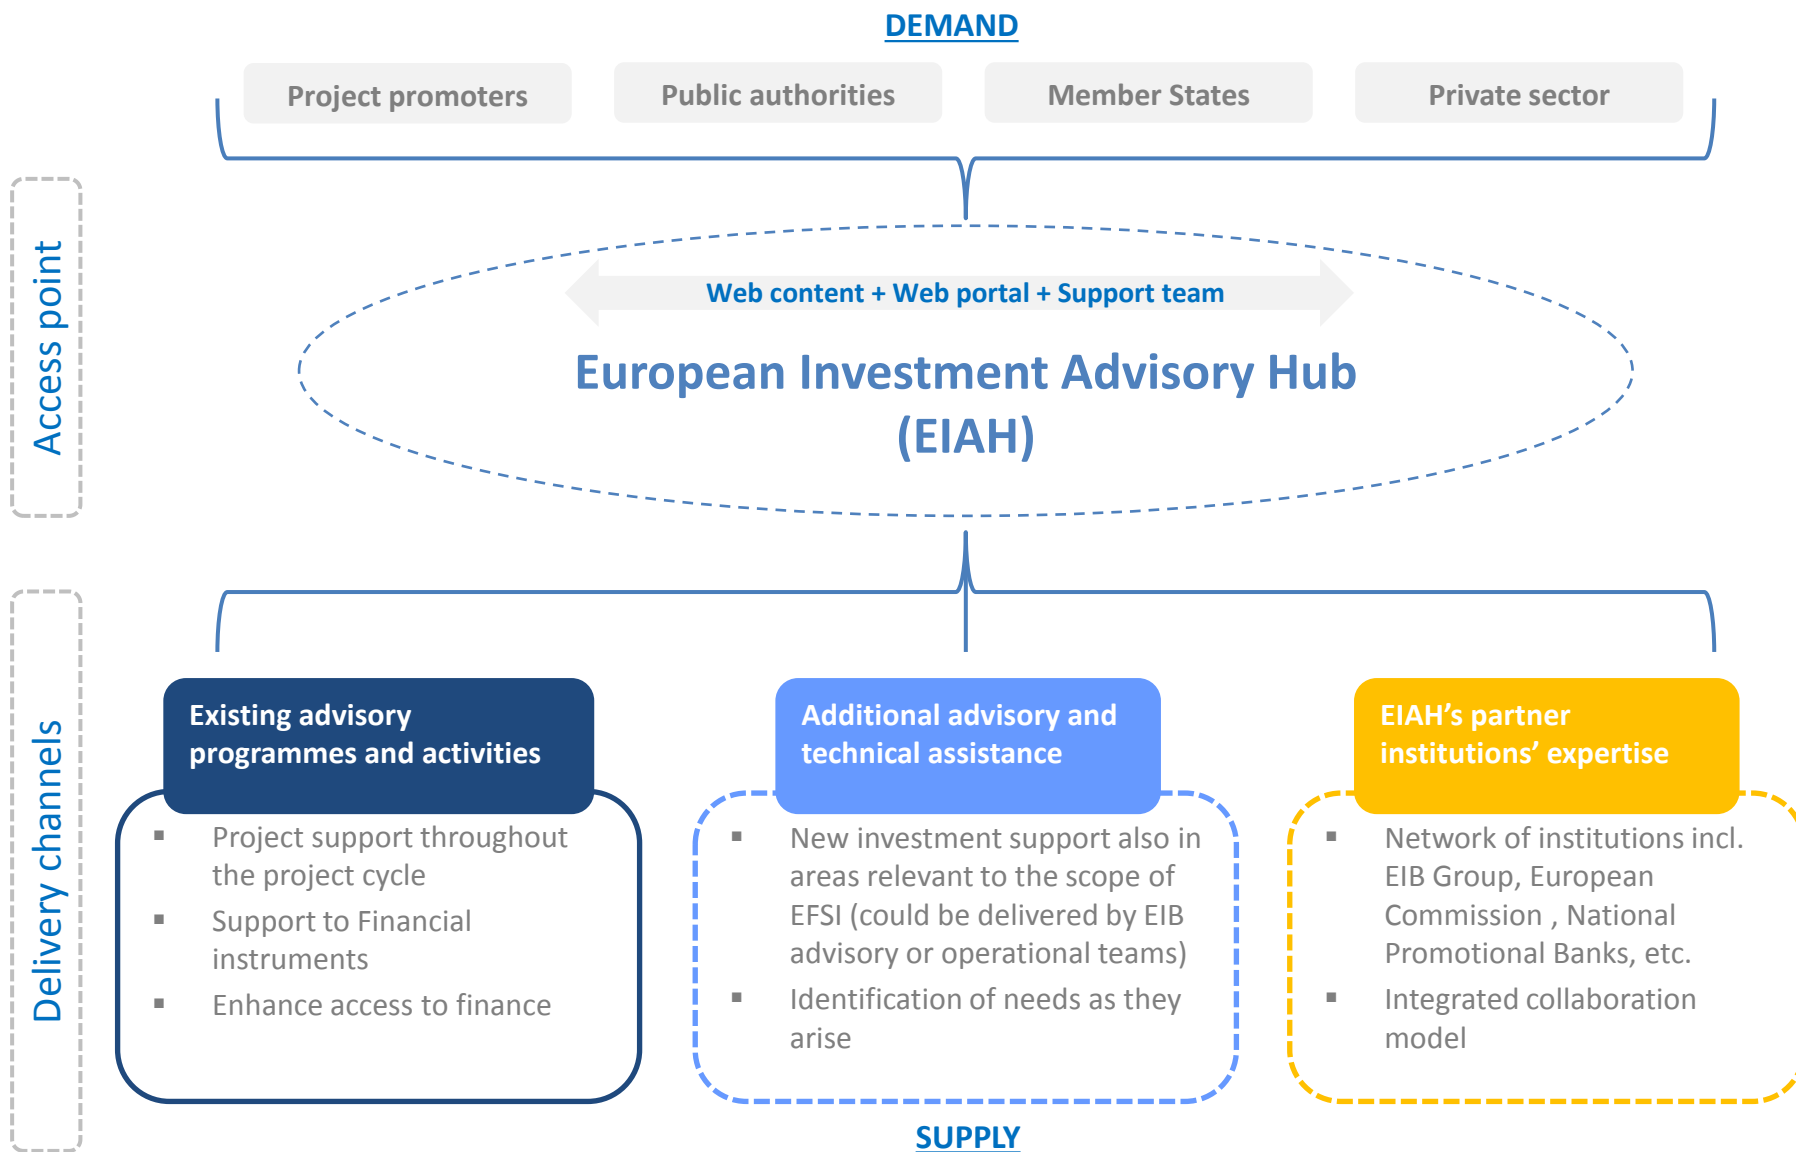 DEMAND
Project promoters
Public authorities
Member States
Private sector
Access point
Web content + Web portal + Support team
European Investment Advisory Hub
(EIAH)
Delivery channels
Existing advisory
programmes and activities
▪ Project support throughout
the project cycle
▪ Support to Financial
instruments
▪ Enhance access to finance
Additional advisory and
technical assistance
▪ New investment support also in
areas relevant to the scope of
EFSI (could be delivered by EIB
advisory or operational teams)
▪ Identification of needs as they
arise
EIAH’s partner
institutions’ expertise
▪ Network of institutions incl.
EIB Group, European
Commission , National
Promotional Banks, etc.
▪ Integrated collaboration
model
SUPPLY